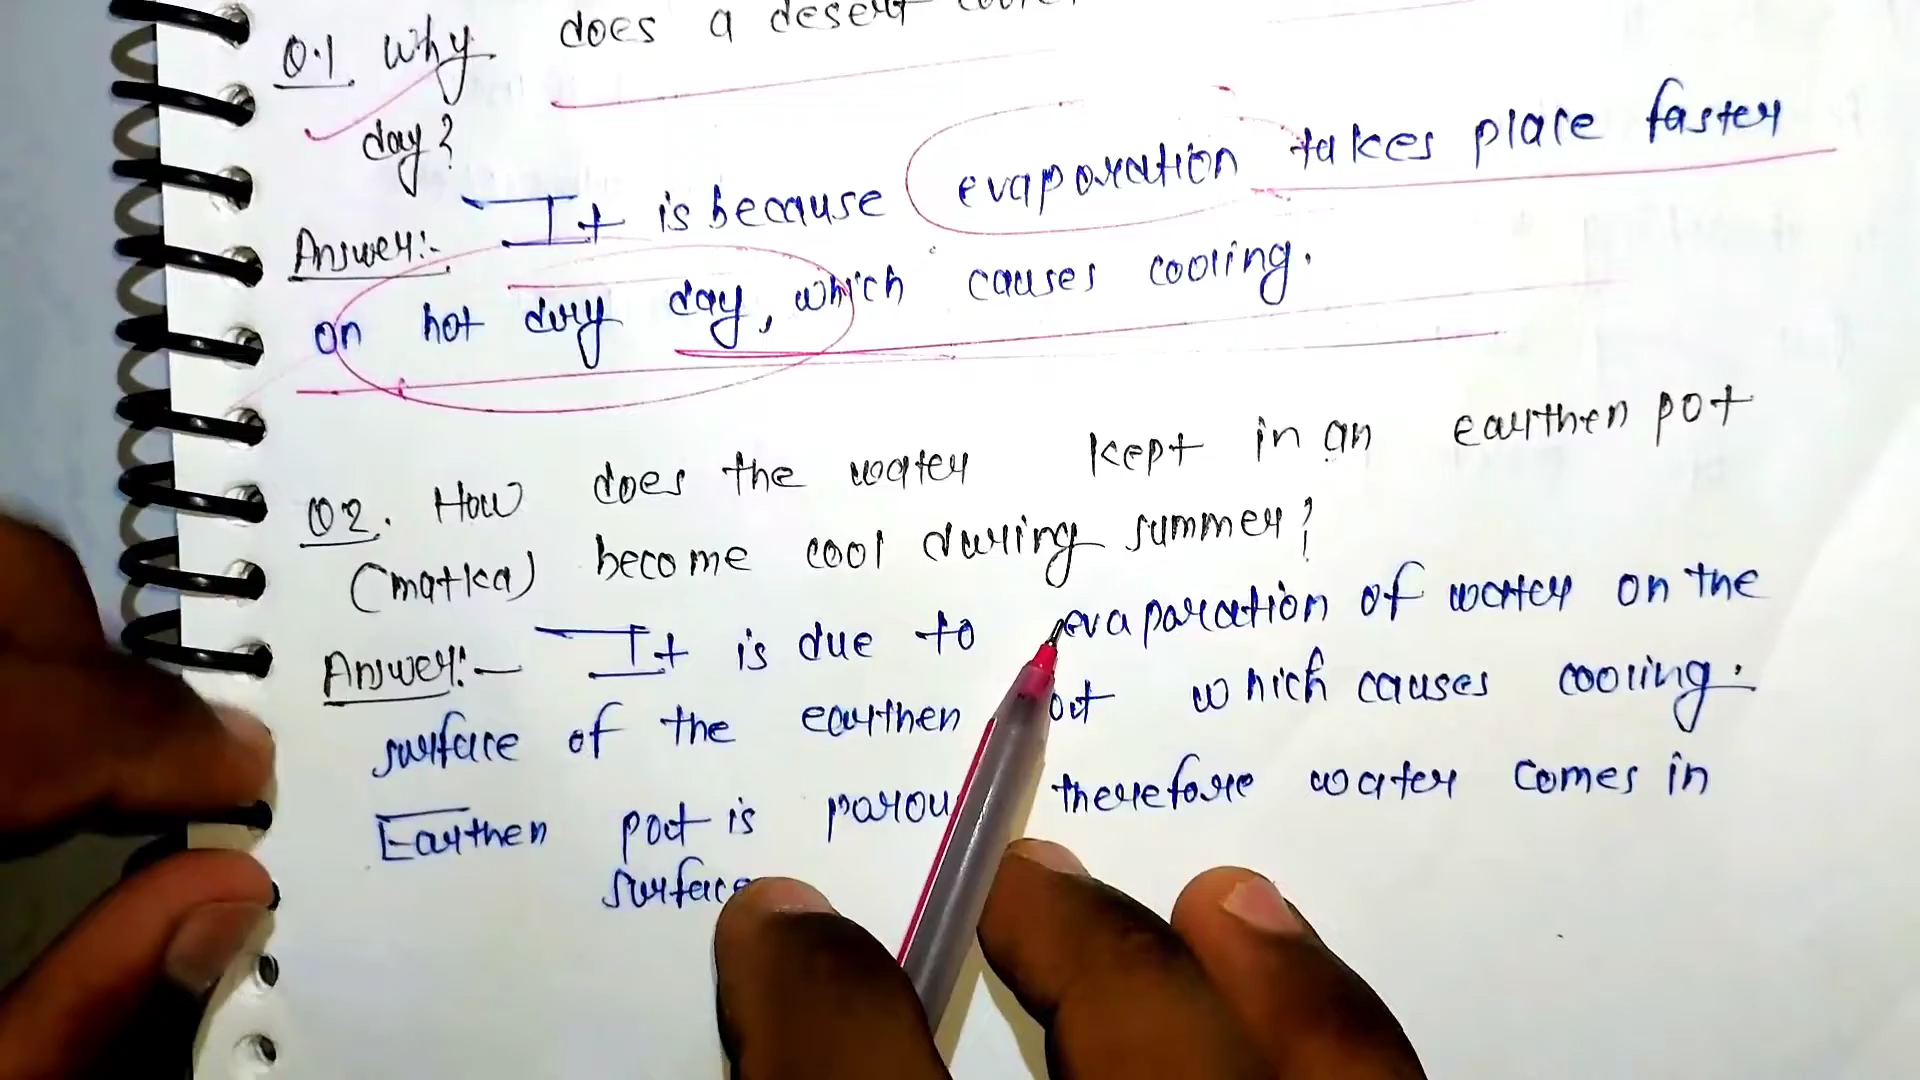 Q.1 Why does a desert
day?
Answer:- It is because evaporation takes place faster
on hot dry day, which causes cooling.
Q2. How does the water kept in an earthen pot
(matka) become cool during summer?
Answer:- It is due to evaporation of water on the
surface of the earthen pot which causes cooling.
Earthen pot is porou therefore water comes in
surface